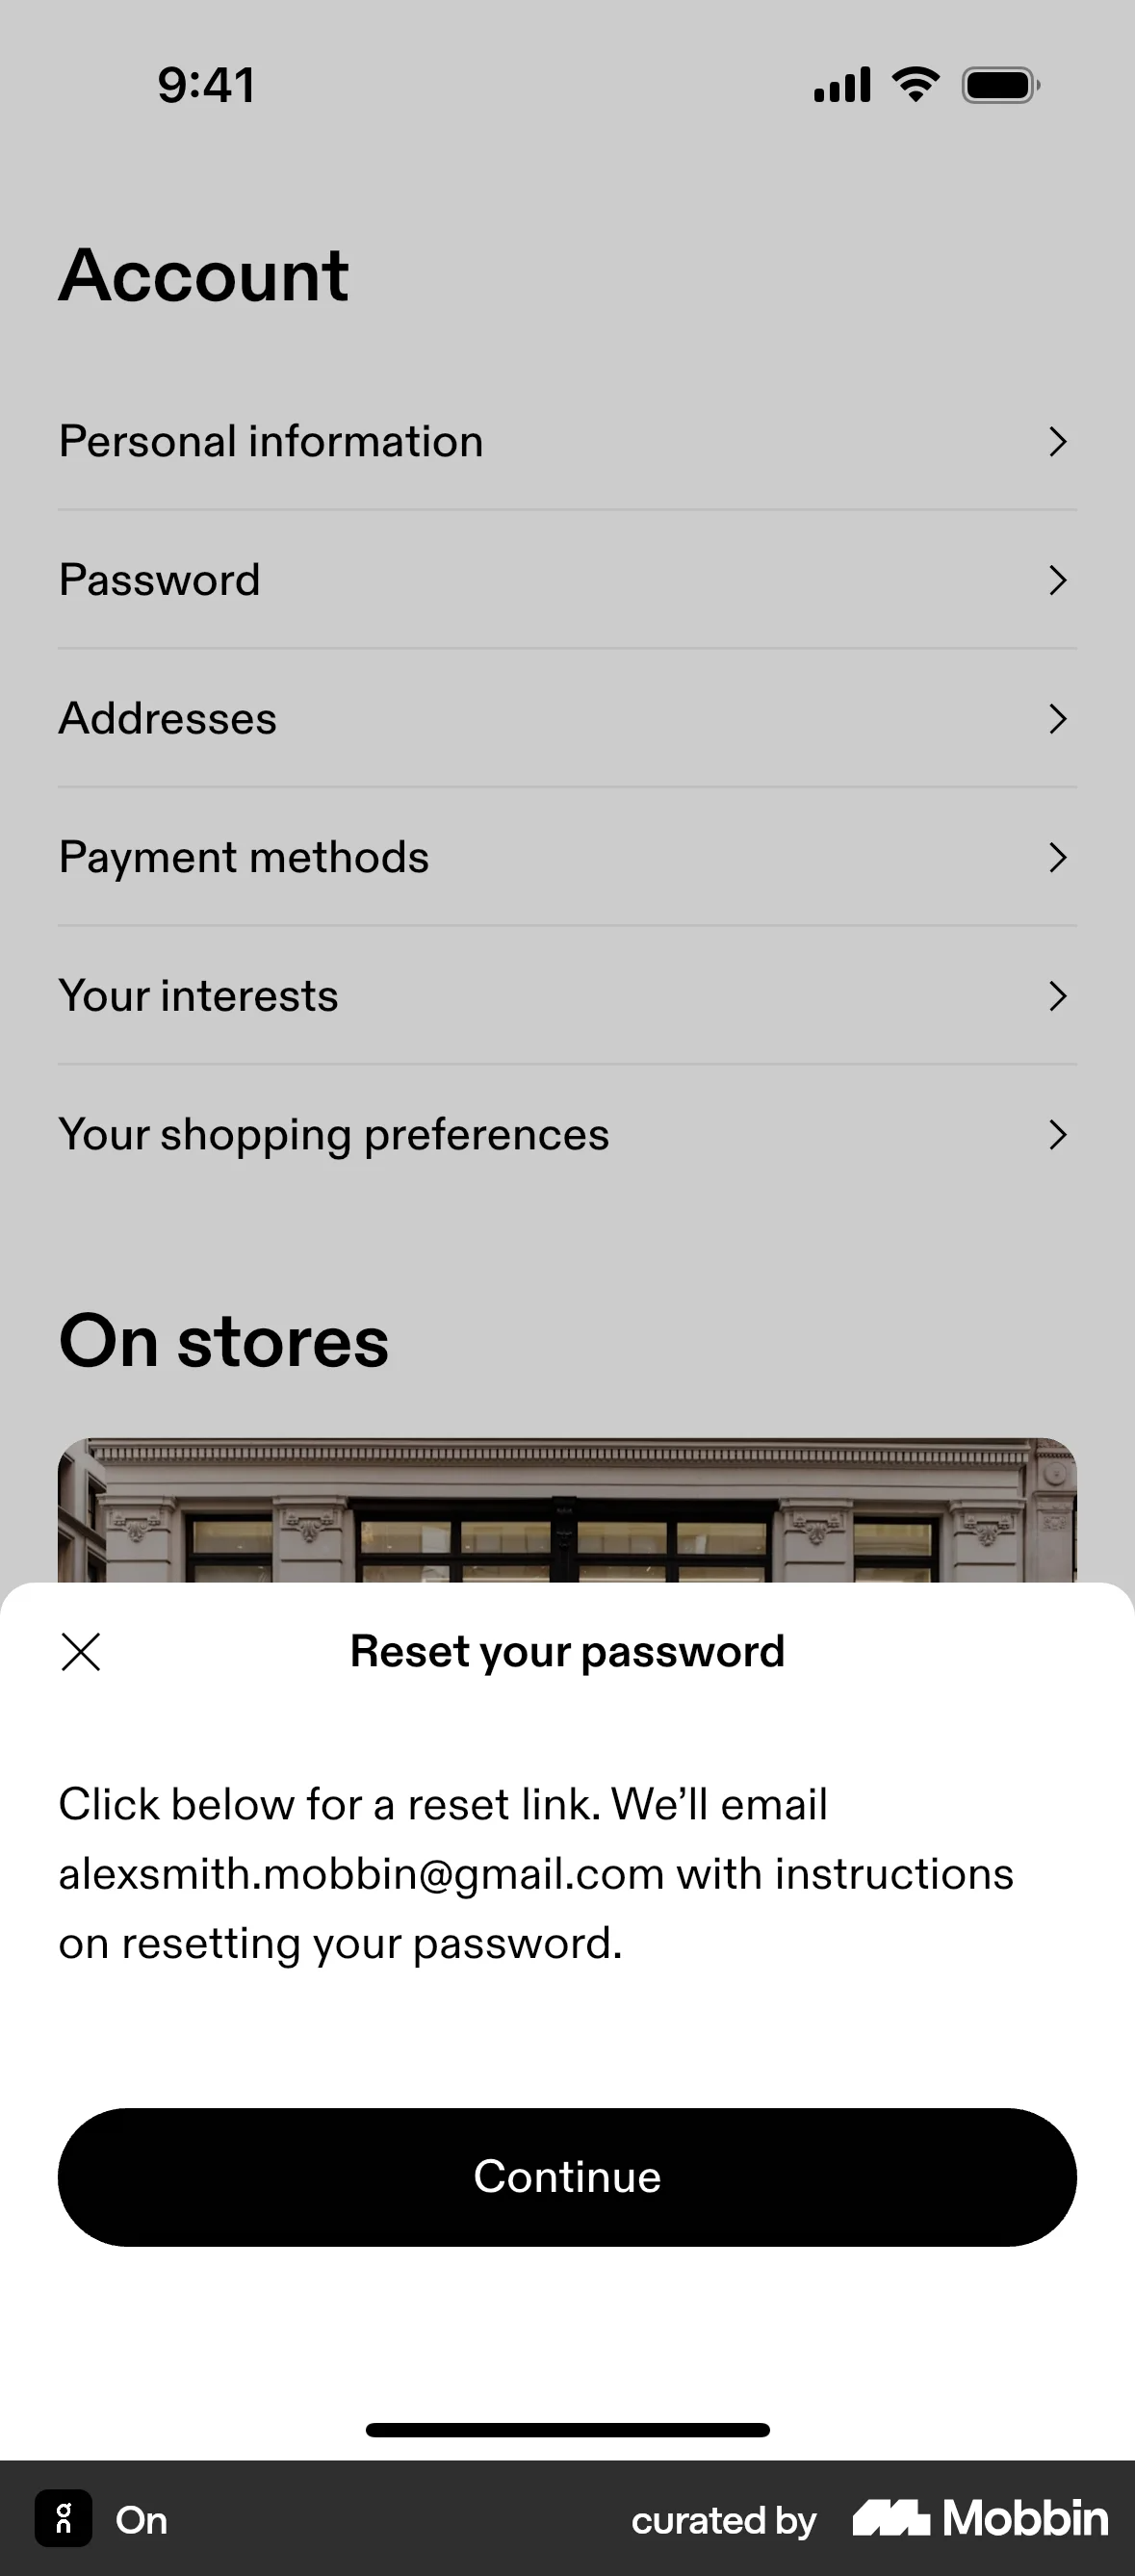 9:41
Account
Personal information
Password
Addresses
Payment methods
Your interests
Your shopping preferences
On stores
Reset your password
Click below for a reset link. We’ll email
alexsmith.mobbin@gmail.com with instructions
on resetting your password.
Continue
On
curated by Mobbin